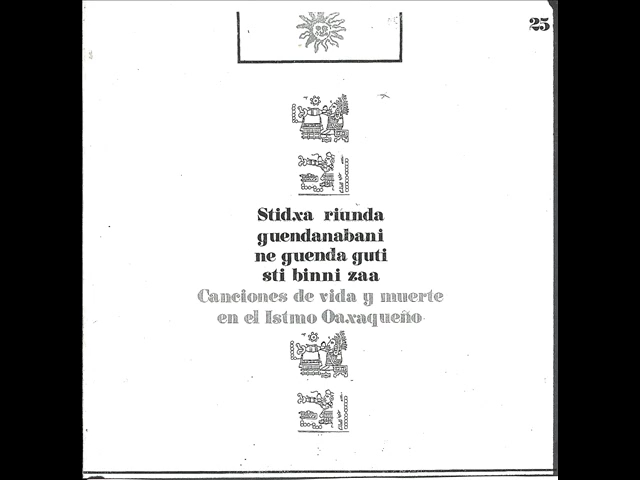 25
Stidxa riunda
guendanabani
ne guenda guti
sti binni zaa
Canciones de vida y muerte
en el Istmo Oaxaqueño